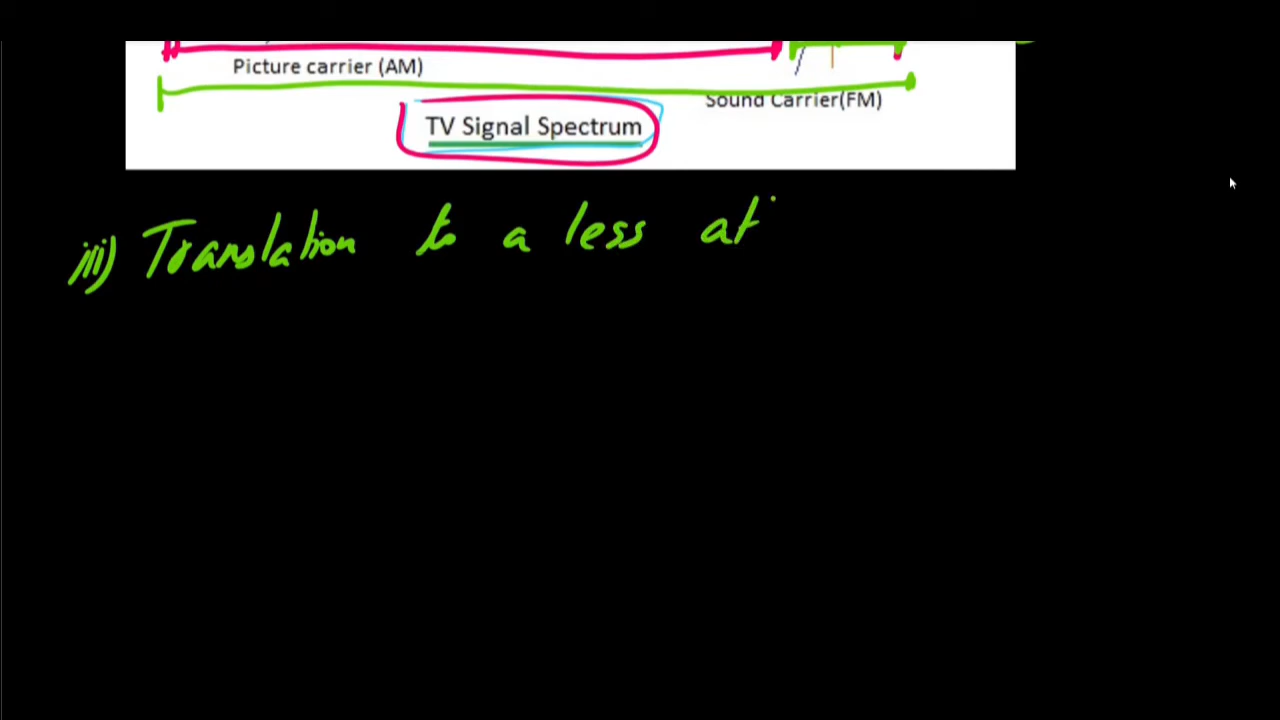 Picture carrier (AM)
Sound Carrier(FM)
TV Signal Spectrum
iii) Translation to a less at